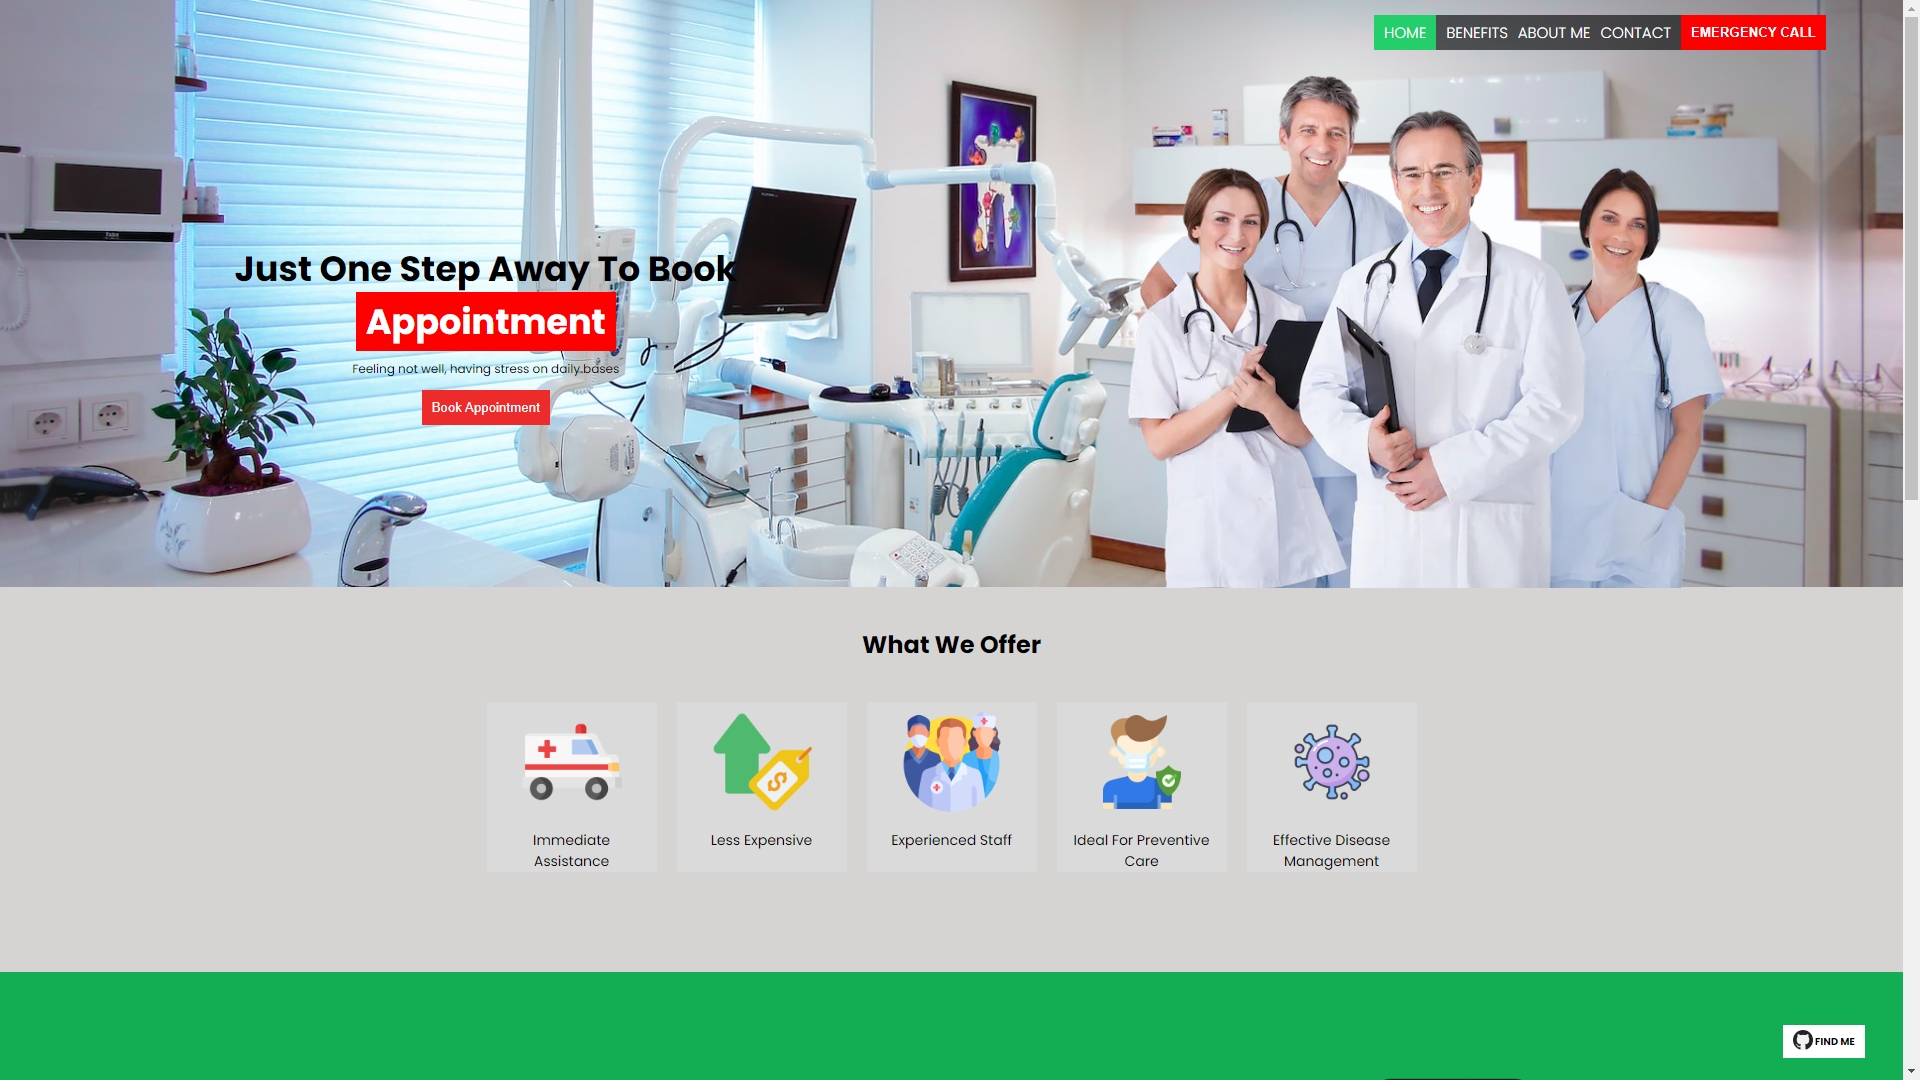 HOME BENEFITS ABOUT ME CONTACT EMERGENCY CALL
Just One Step Away To Book
Appointment
Feeling not well, having stress on daily bases
Book Appointment
What We Offer
Immediate
Assistance
Less Expensive
Experienced Staff
Ideal For Preventive
Care
Effective Disease
Management
FIND ME